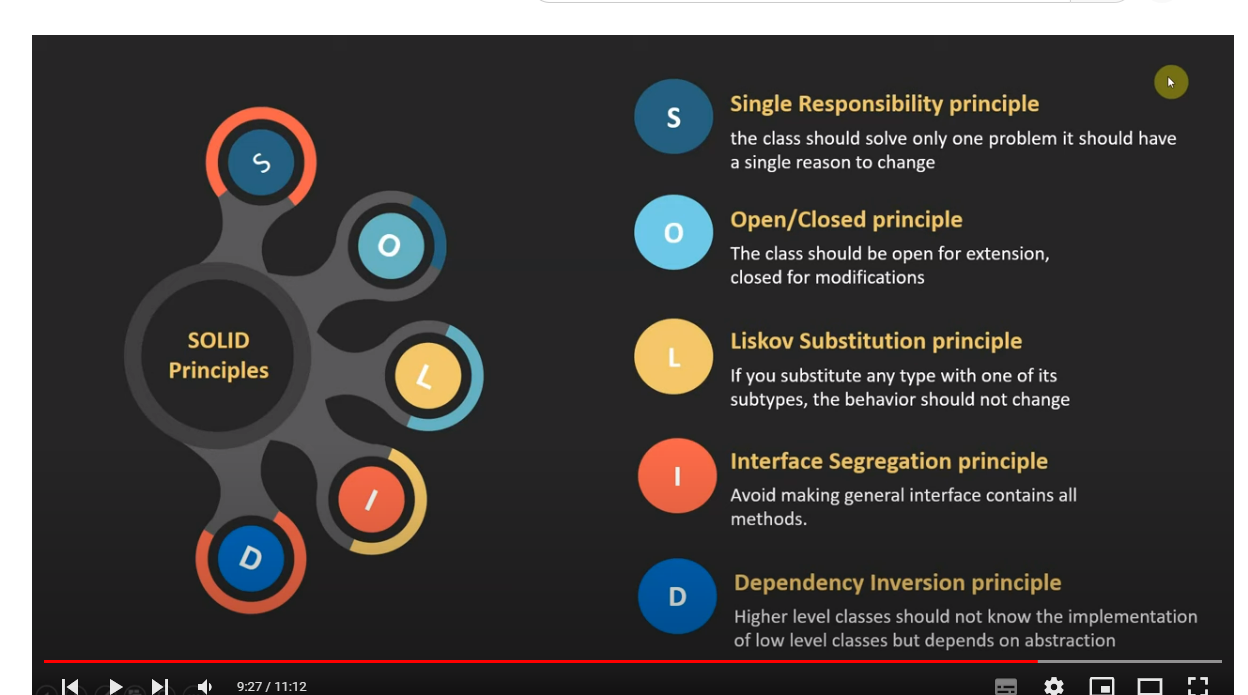 S
O
L
I
D
SOLID
Principles
S
Single Responsibility principle
the class should solve only one problem it should have
a single reason to change
O
Open/Closed principle
The class should be open for extension,
closed for modifications
L
Liskov Substitution principle
If you substitute any type with one of its
subtypes, the behavior should not change
I
Interface Segregation principle
Avoid making general interface contains all
methods.
D
Dependency Inversion principle
Higher level classes should not know the implementation
of low level classes but depends on abstraction
9:27 / 11:12